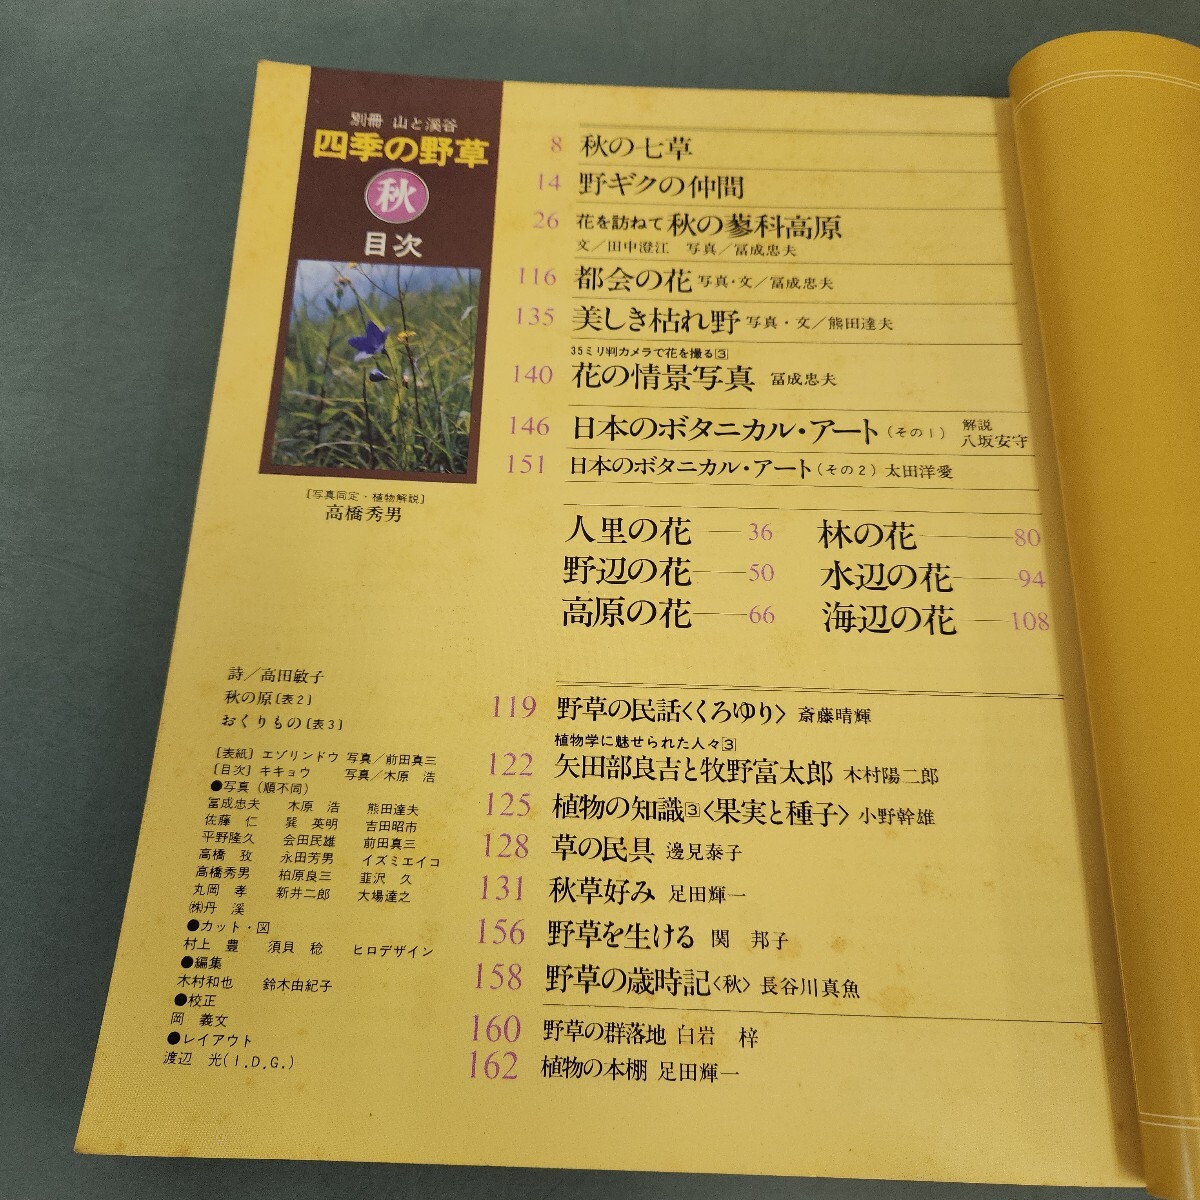 別冊 山と溪谷
四季の野草
秋
目次
[写真同定・植物解説]
高橋秀男
8 秋の七草
14 野ギクの仲間
26 花を訪ねて 秋の蓼科高原
文/田中澄江 写真/冨成忠夫
116 都会の花 写真・文/冨成忠夫
135 美しき枯れ野 写真・文/熊田達夫
35ミリ判カメラで花を撮る③
140 花の情景写真 冨成忠夫
146 日本のボタニカル・アート(その1) 解説 八坂安守
151 日本のボタニカル・アート(その2) 太田洋愛
人里の花—36 林の花—80
野辺の花—50 水辺の花—94
高原の花—66 海辺の花—108
119 野草の民話〈くろゆり〉 斎藤晴輝
植物学に魅せられた人々③
122 矢田部良吉と牧野富太郎 木村陽二郎
125 植物の知識③〈果実と種子〉 小野幹雄
128 草の民具 邊見泰子
131 秋草好み 足田輝一
156 野草を生ける 関 邦子
158 野草の歳時記〈秋〉 長谷川真魚
160 野草の群落地 白岩 梓
162 植物の本棚 足田輝一
詩/高田敏子
秋の原[表2]
おくりもの[表3]
[表紙] エゾリンドウ 写真/前田真三
[目次] キキョウ 写真/木原 浩
●写真(順不同)
冨成忠夫 木原 浩 熊田達夫
佐藤 仁 巽 英明 吉田昭市
平野隆久 会田民雄 前田真三
高橋 孜 永田芳男 イズミエイコ
高橋秀男 柏原良三 韮沢 久
丸岡 孝 新井二郎 大場達之
㈱丹 溪
●カット・図
村上 豊 須貝 稔 ヒロデザイン
●編集
木村和也 鈴木由紀子
●校正
岡 義文
●レイアウト
渡辺 光(I.D.G.)